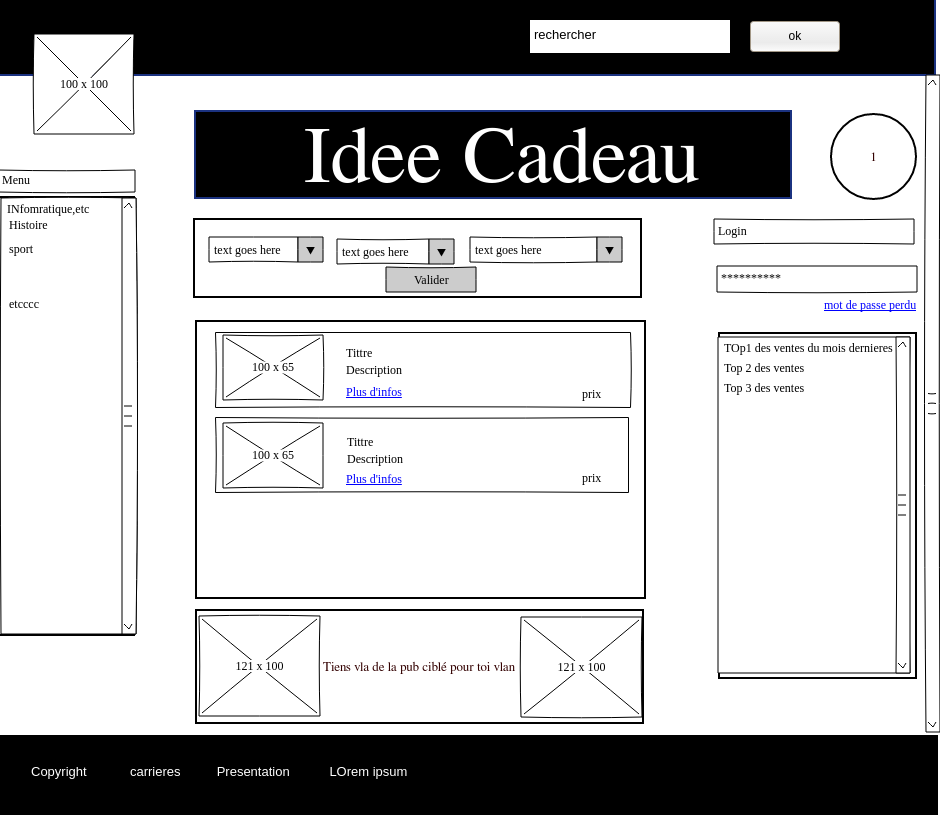 rechercher
ok
100 x 100
Idee Cadeau
1
Menu
INfomratique,etc
Histoire
sport
etcccc
text goes here
text goes here
text goes here
Valider
Login
**********
mot de passe perdu
100 x 65
Tittre
Description
Plus d'infos
prix
100 x 65
Tittre
Description
Plus d'infos
prix
TOp1 des ventes du mois dernieres
Top 2 des ventes
Top 3 des ventes
121 x 100
Tiens vla de la pub ciblé pour toi vlan
121 x 100
Copyright
carrieres
Presentation
LOrem ipsum